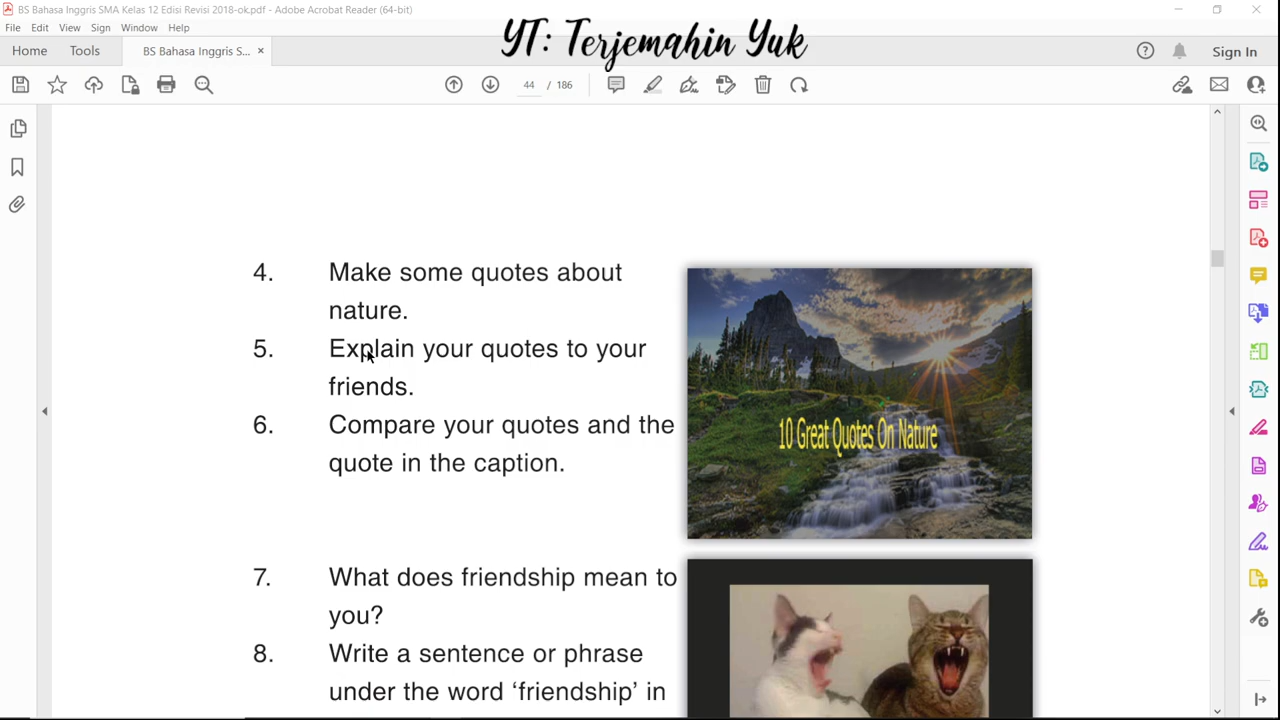 BS Bahasa Inggris SMA Kelas 12 Edisi Revisi 2018-ok.pdf - Adobe Acrobat Reader (64-bit)
YT: Terjemahin Yuk
File Edit View Sign Window Help
Home Tools BS Bahasa Inggris S... × Sign In
44 / 186
4. Make some quotes about
nature.
5. Explain your quotes to your
friends.
6. Compare your quotes and the
quote in the caption.
10 Great Quotes On Nature
7. What does friendship mean to
you?
8. Write a sentence or phrase
under the word ‘friendship’ in